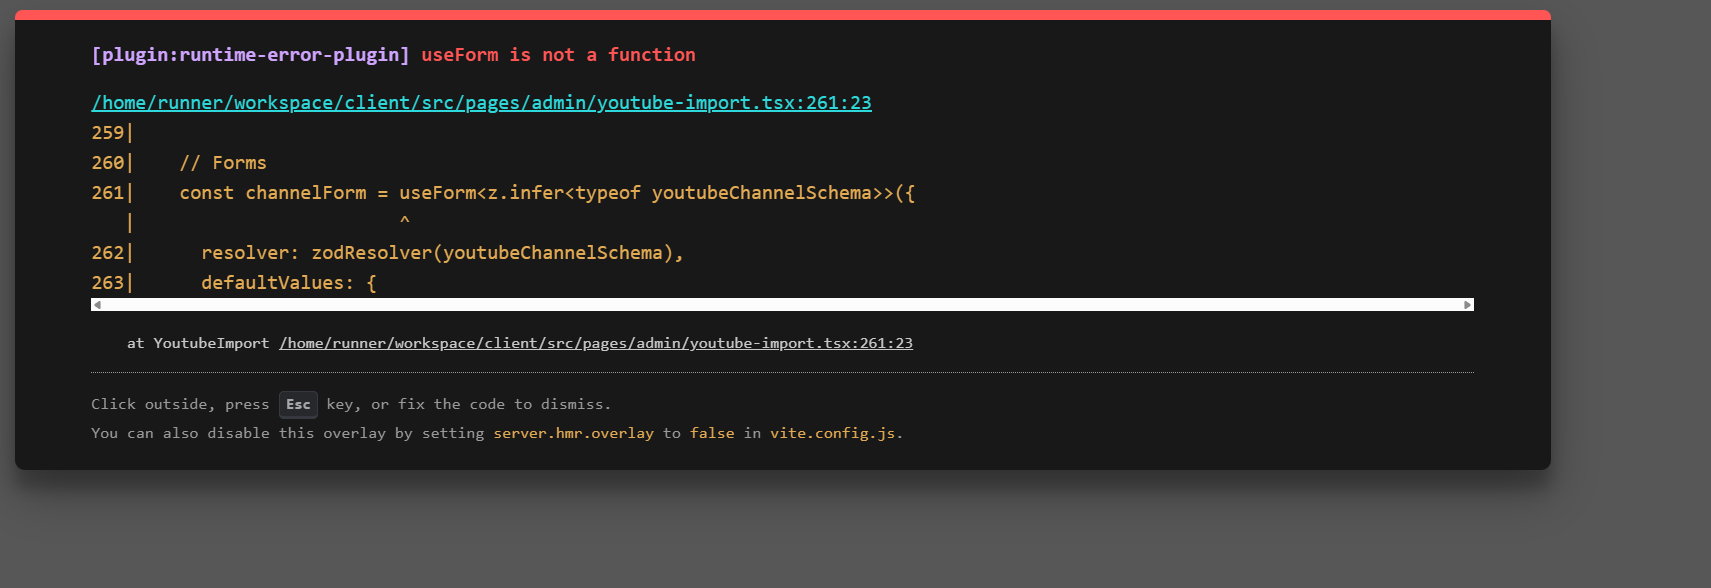 [plugin:runtime-error-plugin] useForm is not a function
/home/runner/workspace/client/src/pages/admin/youtube-import.tsx:261:23
259|
260|    // Forms
261|    const channelForm = useForm<z.infer<typeof youtubeChannelSchema>>({
   |                        ^
262|      resolver: zodResolver(youtubeChannelSchema),
263|      defaultValues: {
at YoutubeImport /home/runner/workspace/client/src/pages/admin/youtube-import.tsx:261:23
Click outside, press Esc key, or fix the code to dismiss.
You can also disable this overlay by setting server.hmr.overlay to false in vite.config.js.